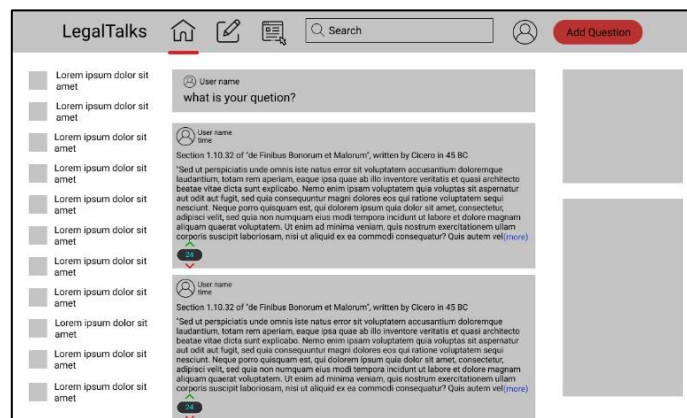 LegalTalks
Search
Add Question
Lorem ipsum dolor sit
amet
Lorem ipsum dolor sit
amet
Lorem ipsum dolor sit
amet
Lorem ipsum dolor sit
amet
Lorem ipsum dolor sit
amet
Lorem ipsum dolor sit
amet
Lorem ipsum dolor sit
amet
Lorem ipsum dolor sit
amet
Lorem ipsum dolor sit
amet
Lorem ipsum dolor sit
amet
Lorem ipsum dolor sit
amet
User name
what is your quetion?
User name
time
Section 1.10.32 of "de Finibus Bonorum et Malorum", written by Cicero in 45 BC
"Sed ut perspiciatis unde omnis iste natus error sit voluptatem accusantium doloremque
laudantium, totam rem aperiam, eaque ipsa quae ab illo inventore veritatis et quasi architecto
beatae vitae dicta sunt explicabo. Nemo enim ipsam voluptatem quia voluptas sit aspernatur
aut odit aut fugit, sed quia consequuntur magni dolores eos qui ratione voluptatem sequi
nesciunt. Neque porro quisquam est, qui dolorem ipsum quia dolor sit amet, consectetur,
adipisci velit, sed quia non numquam eius modi tempora incidunt ut labore et dolore magnam
aliquam quaerat voluptatem. Ut enim ad minima veniam, quis nostrum exercitationem ullam
corporis suscipit laboriosam, nisi ut aliquid ex ea commodi consequatur? Quis autem vel(more)
24
User name
time
Section 1.10.32 of "de Finibus Bonorum et Malorum", written by Cicero in 45 BC
"Sed ut perspiciatis unde omnis iste natus error sit voluptatem accusantium doloremque
laudantium, totam rem aperiam, eaque ipsa quae ab illo inventore veritatis et quasi architecto
beatae vitae dicta sunt explicabo. Nemo enim ipsam voluptatem quia voluptas sit aspernatur
aut odit aut fugit, sed quia consequuntur magni dolores eos qui ratione voluptatem sequi
nesciunt. Neque porro quisquam est, qui dolorem ipsum quia dolor sit amet, consectetur,
adipisci velit, sed quia non numquam eius modi tempora incidunt ut labore et dolore magnam
aliquam quaerat voluptatem. Ut enim ad minima veniam, quis nostrum exercitationem ullam
corporis suscipit laboriosam, nisi ut aliquid ex ea commodi consequatur? Quis autem vel(more)
24